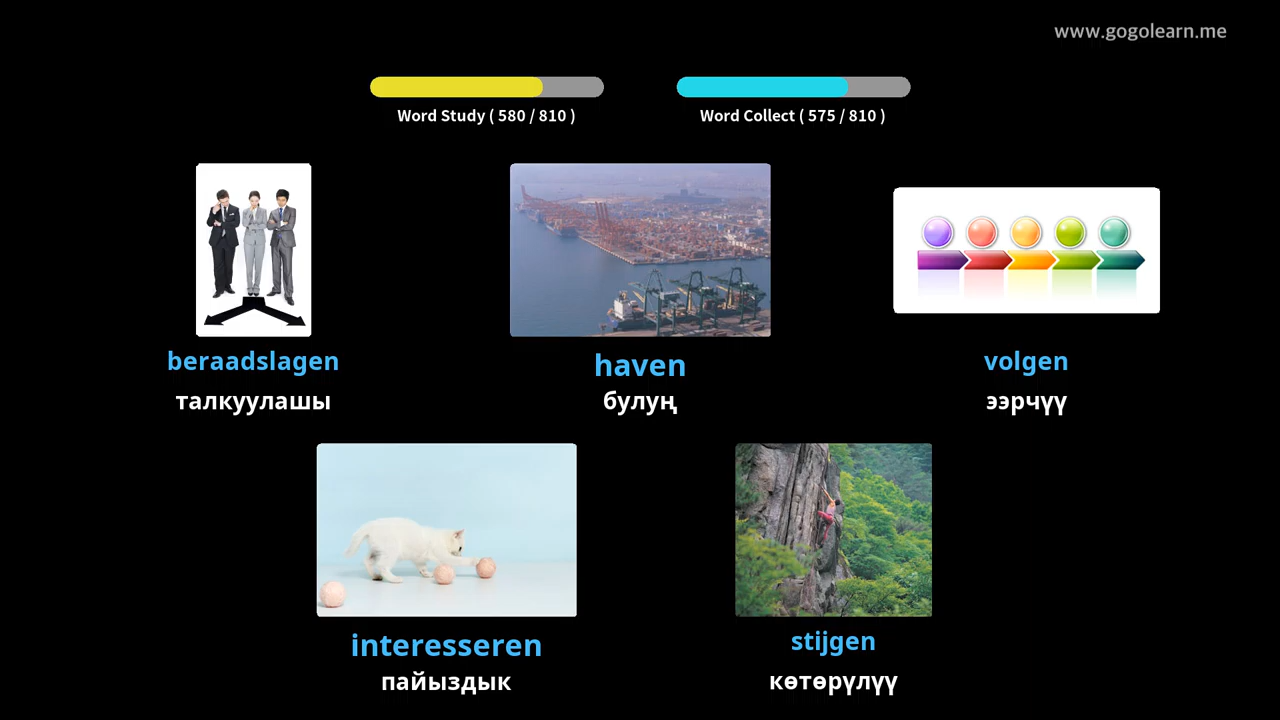 www.gogolearn.me
Word Study ( 580 / 810 )
Word Collect ( 575 / 810 )
beraadslagen
талкуулашы
haven
булуң
volgen
ээрчүү
interesseren
пайыздык
stijgen
көтөрүлүү